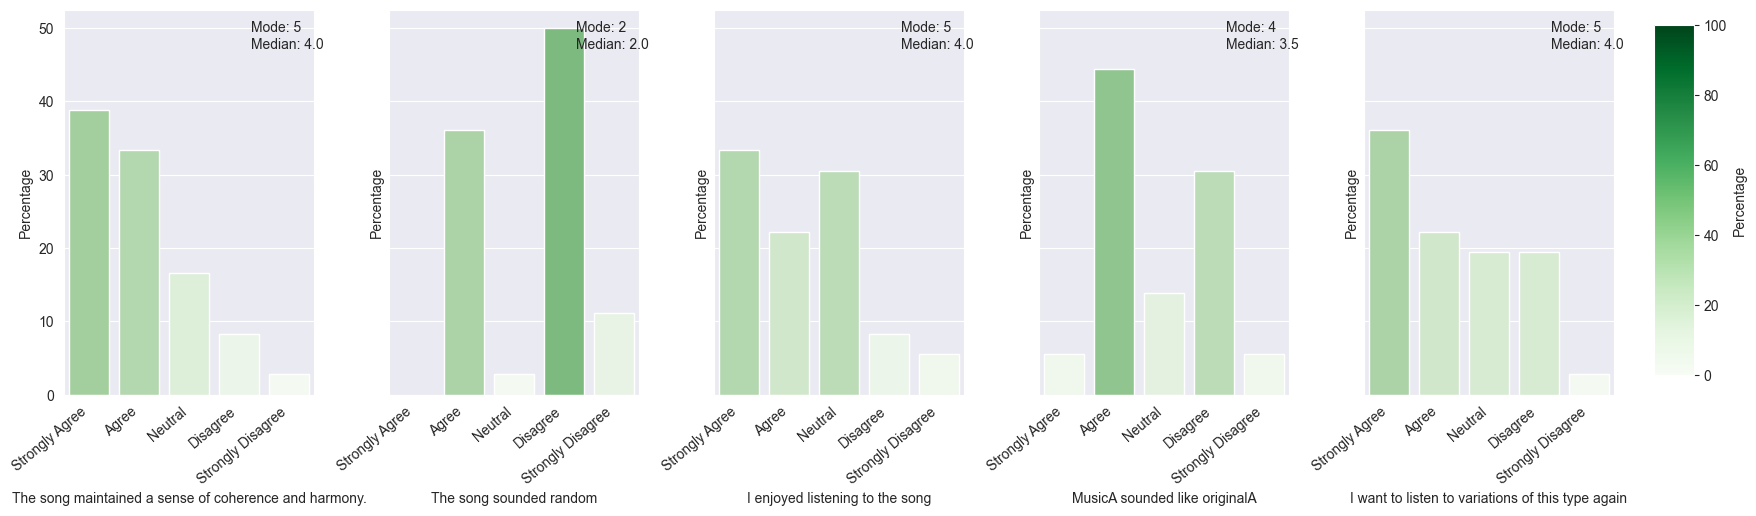 Mode: 5
Median: 4.0
Mode: 2
Median: 2.0
Mode: 5
Median: 4.0
Mode: 4
Median: 3.5
Mode: 5
Median: 4.0
50
40
30
20
10
0
Percentage
Percentage
Percentage
Percentage
Percentage
100
80
60
40
20
0
Percentage
Strongly Agree
Agree
Neutral
Disagree
Strongly Disagree
Strongly Agree
Agree
Neutral
Disagree
Strongly Disagree
Strongly Agree
Agree
Neutral
Disagree
Strongly Disagree
Strongly Agree
Agree
Neutral
Disagree
Strongly Disagree
Strongly Agree
Agree
Neutral
Disagree
Strongly Disagree
The song maintained a sense of coherence and harmony.
The song sounded random
I enjoyed listening to the song
MusicA sounded like originalA
I want to listen to variations of this type again